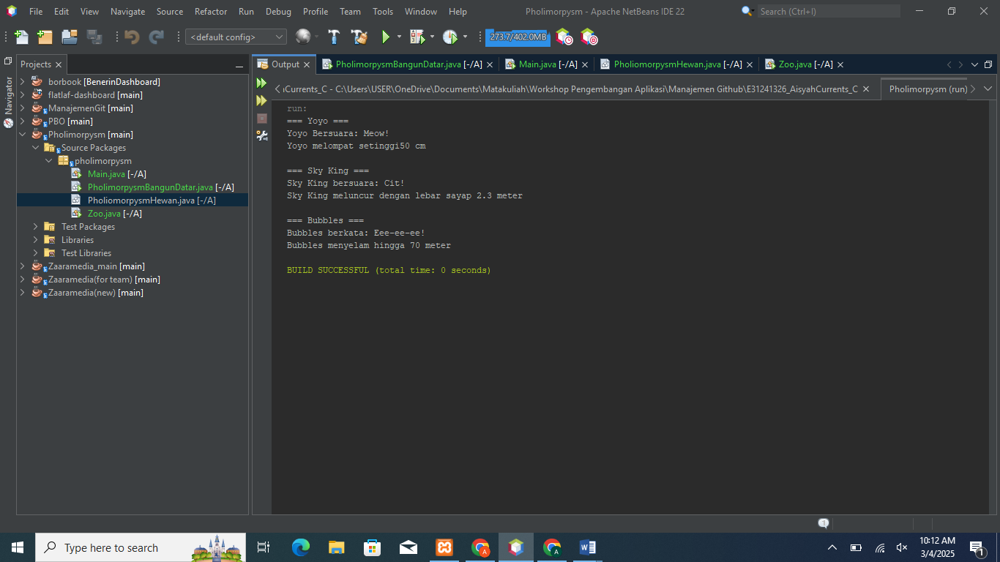 File Edit View Navigate Source Refactor Run Debug Profile Team Tools Window Help
Pholimorpysm - Apache NetBeans IDE 22
Search (Ctrl+I)
<default config>
273.7/402.0MB
Projects
Output
PholimorpysmBangunDatar.java [-/A]
Main.java [-/A]
PholiomorpysmHewan.java [-/A]
Zoo.java [-/A]
Navigator
borbook [BenerinDashboard]
flatlaf-dashboard [main]
ManajemenGit [main]
PBO [main]
Pholimorpysm [main]
Source Packages
pholimorpysm
Main.java [-/A]
PholimorpysmBangunDatar.java [-/A]
PholiomorpysmHewan.java [-/A]
Zoo.java [-/A]
Test Packages
Libraries
Test Libraries
Zaaramedia_main [main]
Zaaramedia(for team) [main]
Zaaramedia(new) [main]
iCurrents_C - C:\Users\USER\OneDrive\Documents\Matakuliah\Workshop Pengembangan Aplikasi\Manajemen Github\E31241326_AisyahCurrents_C
Pholimorpysm (run)
run:
=== Yoyo ===
Yoyo Bersuara: Meow!
Yoyo melompat setinggi50 cm
=== Sky King ===
Sky King bersuara: Cit!
Sky King meluncur dengan lebar sayap 2.3 meter
=== Bubbles ===
Bubbles berkata: Eee-ee-ee!
Bubbles menyelam hingga 70 meter
BUILD SUCCESSFUL (total time: 0 seconds)
1
Type here to search
10:12 AM
3/4/2025
1